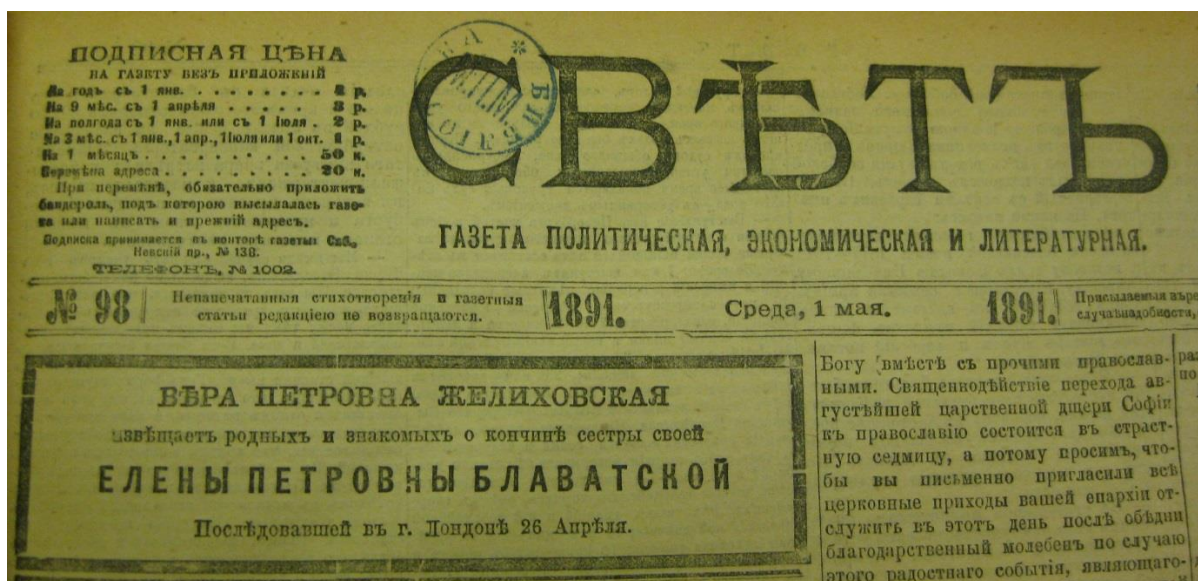 ПОДПИСНАЯ ЦѢНА
НА ГАЗЕТУ БЕЗЪ ПРИЛОЖЕНІЙ
На годъ съ 1 янв. . . . . . . . . р.
На 9 мѣс. съ 1 апрѣля . . . . . 3 р.
На полгода съ 1 янв. или съ 1 Іюля . 2 р.
На 3 мѣс. съ 1 янв., 1 апр., 1 Іюля или 1 окт. 1 р.
На 1 мѣсяцъ . . . . . . . . . 50 к.
Перемѣна адреса . . . . . . . . 20 к.
При перемѣнѣ, обязательно приложить
бандероль, подъ которою высылалась газе-
та или написать и прежній адресъ.
Подписка принимается въ конторѣ газеты: Спб.,
Невскій пр., № 136.
ТЕЛЕФОНЪ, № 1002.
СВѢТЪ
ГАЗЕТА ПОЛИТИЧЕСКАЯ, ЭКОНОМИЧЕСКАЯ И ЛИТЕРАТУРНАЯ.
№ 98 Ненапечатанныя стихотворенія и газетныя
статьи редакціею не возвращаются.
1891. Среда, 1 мая. 1891. Присылаемыя
случаѣ надобности,
ВѢРА ПЕТРОВНА ЖЕЛИХОВСКАЯ
извѣщаетъ родныхъ и знакомыхъ о кончинѣ сестры своей
ЕЛЕНЫ ПЕТРОВНЫ БЛАВАТСКОЙ
Послѣдовавшей въ г. Лондонѣ 26 Апрѣля.
Богу вмѣстѣ съ прочими православ-
ными. Священнодѣйствіе перехода ав-
густѣйшей царственной дщери Софіи
къ православію состоится въ страст-
ную седмицу, а потому просимъ, что-
бы вы письменно пригласили всѣ
церковные приходы вашей епархіи от-
служить въ этотъ день послѣ обѣдни
благодарственный молебенъ по случаю
этого радостнаго событія, являющаго-